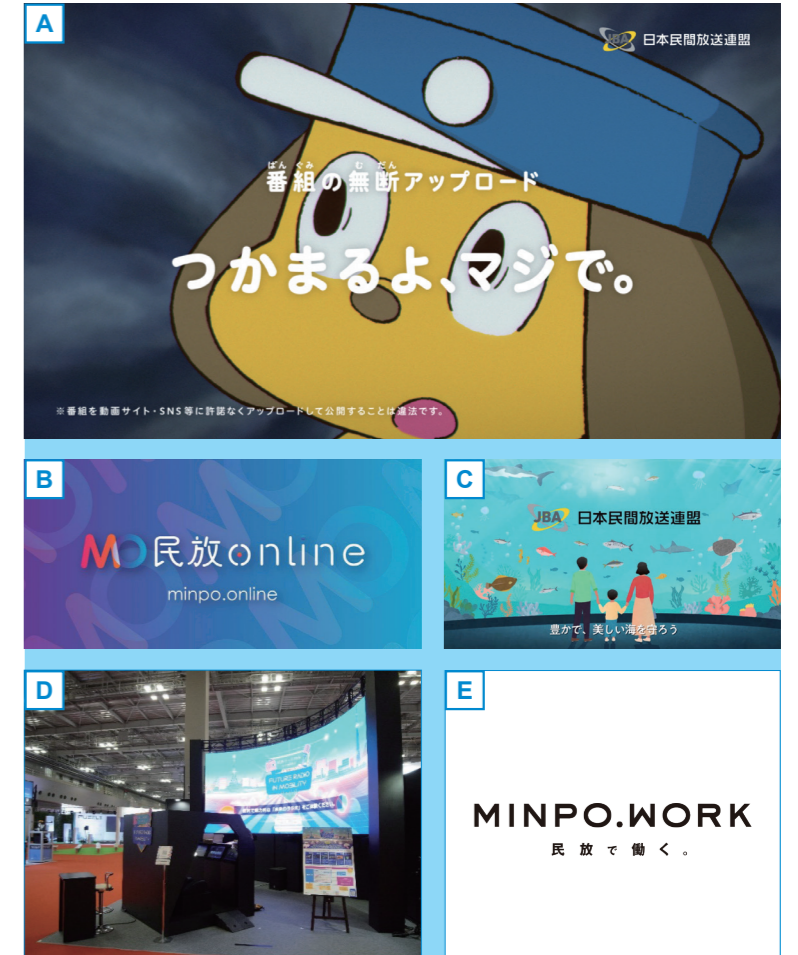 A
JBA 日本民間放送連盟
ばんぐみ むだん
番組の無断アップロード
つかまるよ、マジで。
※番組を動画サイト・SNS等に許諾なくアップロードして公開することは違法です。
B
MO民放online
minpo.online
C
JBA 日本民間放送連盟
豊かで、美しい海を守ろう
D
FUTURE RADIO
IN MOBILITY
E
MINPO.WORK
民放で働く。